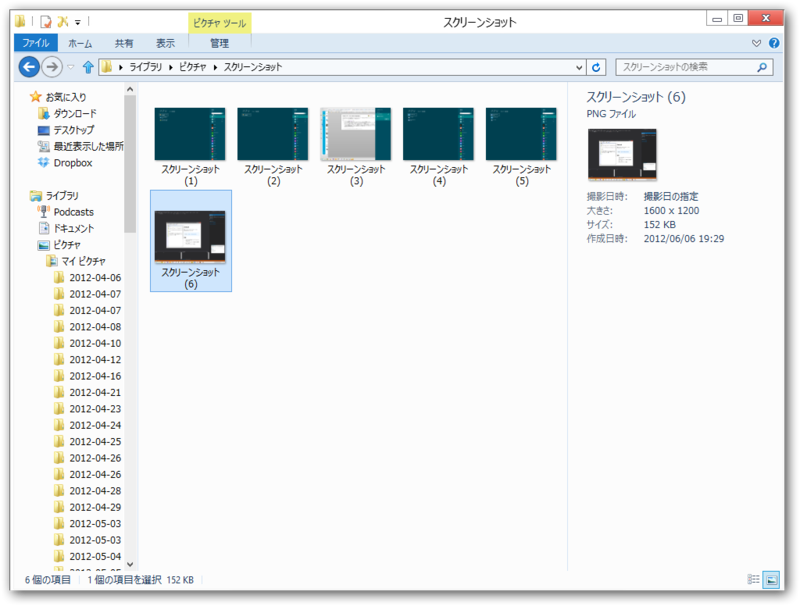 ピクチャ ツール
スクリーンショット
ファイル
ホーム
共有
表示
管理
ライブラリ ピクチャ スクリーンショット
スクリーンショットの検索
お気に入り
ダウンロード
デスクトップ
最近表示した場所
Dropbox
ライブラリ
Podcasts
ドキュメント
ピクチャ
マイ ピクチャ
2012-04-06
2012-04-07
2012-04-07
2012-04-08
2012-04-10
2012-04-12
2012-04-16
2012-04-21
2012-04-23
2012-04-24
2012-04-25
2012-04-26
2012-04-26
2012-04-28
2012-04-29
2012-05-03
2012-05-03
2012-05-04
スクリーンショット
(1)
スクリーンショット
(2)
スクリーンショット
(3)
スクリーンショット
(4)
スクリーンショット
(5)
スクリーンショット
(6)
スクリーンショット (6)
PNG ファイル
撮影日時: 撮影日の指定
大きさ: 1600 x 1200
サイズ: 152 KB
作成日時: 2012/06/06 19:29
6 個の項目 1 個の項目を選択 152 KB